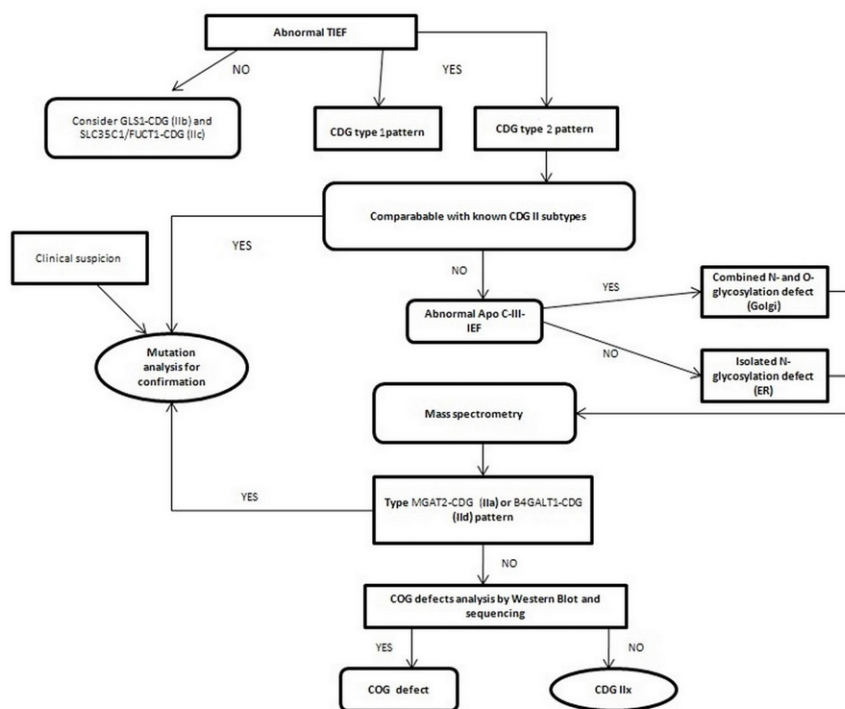 Abnormal TIEF
NO
YES
Consider GLS1-CDG (IIb) and
SLC35C1/FUCT1-CDG (IIc)
CDG type 1pattern
CDG type 2 pattern
Comparabable with known CDG II subtypes
YES
Clinical suspicion
NO
Abnormal Apo C-III-
IEF
YES
Combined N- and O-
glycosylation defect
(Golgi)
NO
Isolated N-
glycosylation defect
(ER)
Mutation
analysis for
confirmation
Mass spectrometry
YES
Type MGAT2-CDG (IIa) or B4GALT1-CDG
(IId) pattern
NO
COG defects analysis by Western Blot and
sequencing
YES
NO
COG defect
CDG IIx